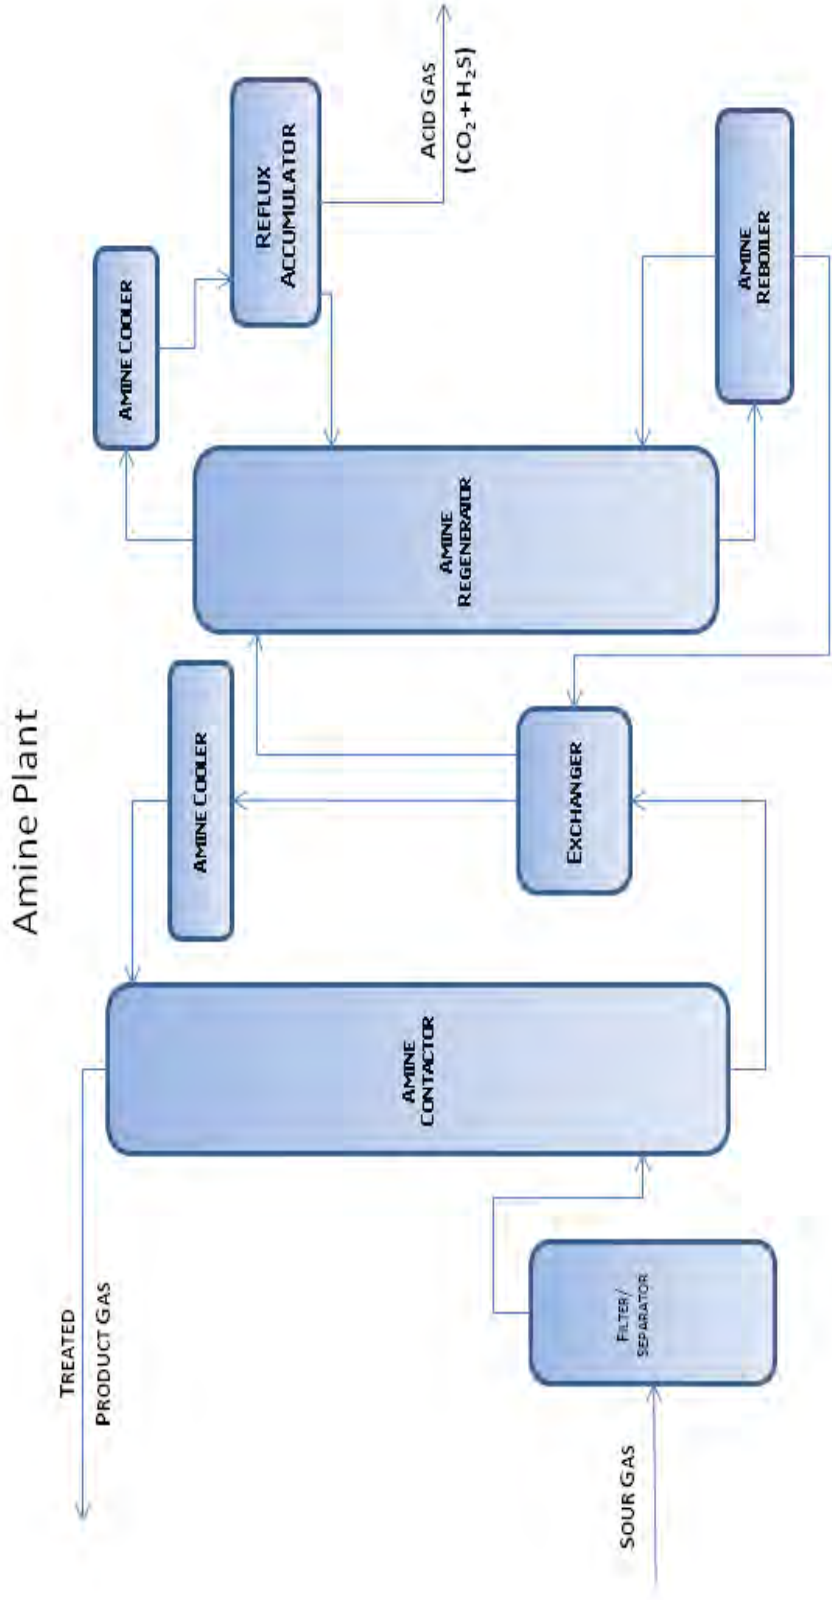 Amine Plant
TREATED
PRODUCT GAS
SOUR GAS
FILTER/
SEPARATOR
AMINE
CONTACTOR
AMINE COOLER
EXCHANGER
AMINE
REGENERATOR
AMINE COOLER
REFLUX
ACCUMULATOR
ACID GAS
(CO₂ + H₂S)
AMINE
REBOILER